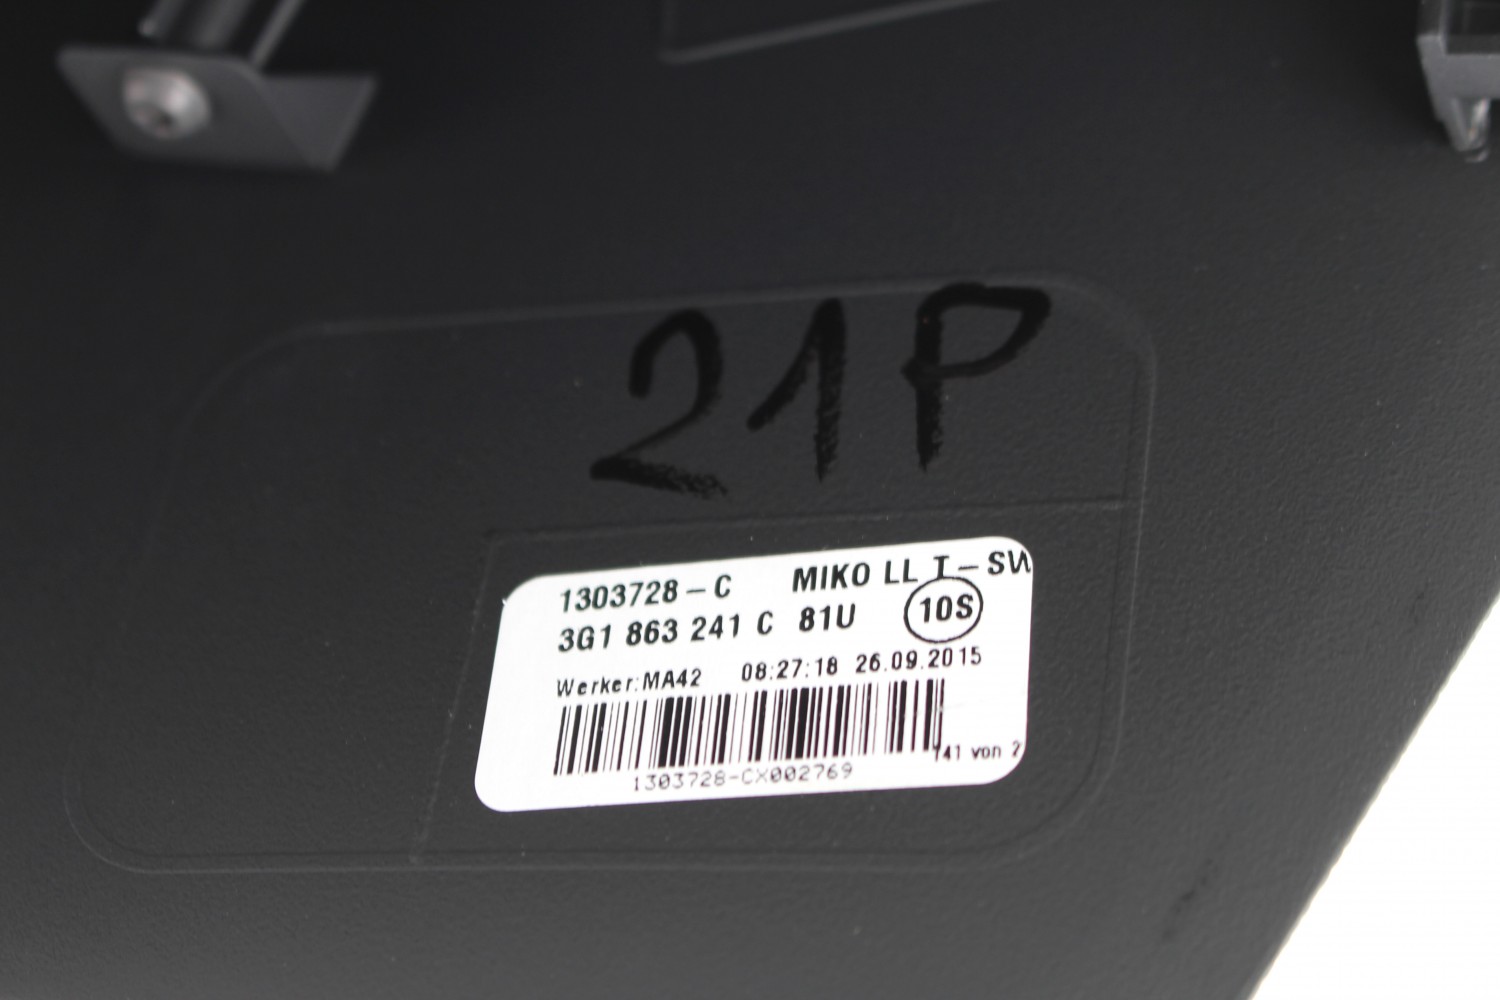 21P
1303728-C MIKO LL T-SW
3G1 863 241 C 81U 10S
Werker:MA42 08:27:18 26.09.2015
141 von 2
1303728-CX002769